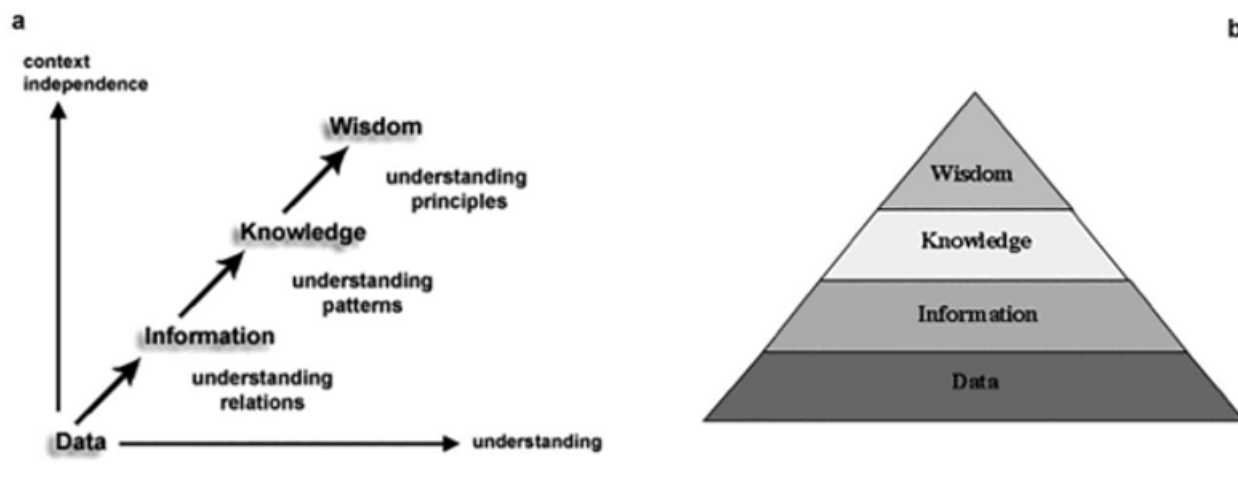 a
context
independence
Wisdom
understanding
principles
Knowledge
understanding
patterns
Information
understanding
relations
Data
understanding
b
Wisdom
Knowledge
Information
Data